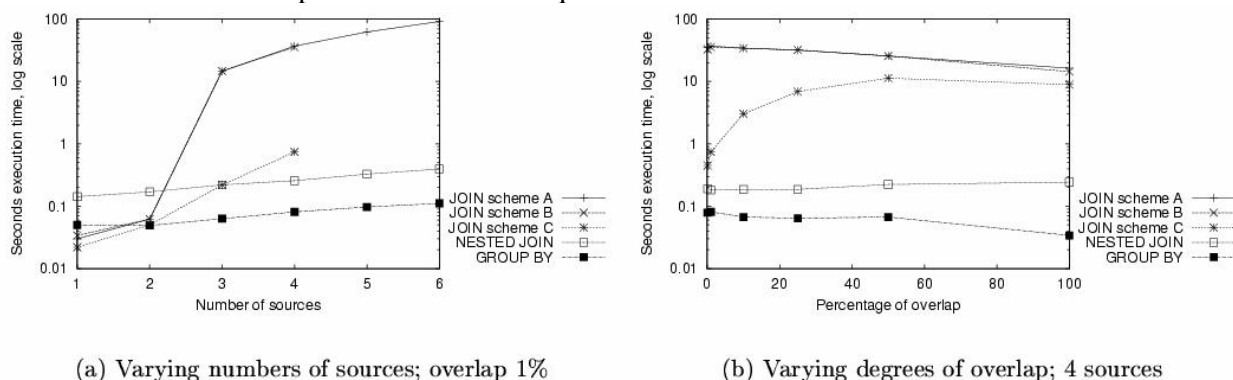 100
10
1
0.1
0.01
Seconds execution time, log scale
1 2 3 4 5 6
Number of sources
JOIN scheme A
JOIN scheme B
JOIN scheme C
NESTED JOIN
GROUP BY
(a) Varying numbers of sources; overlap 1%
100
10
1
0.1
0.01
Seconds execution time, log scale
0 20 40 60 80 100
Percentage of overlap
JOIN scheme A
JOIN scheme B
JOIN scheme C
NESTED JOIN
GROUP BY
(b) Varying degrees of overlap; 4 sources